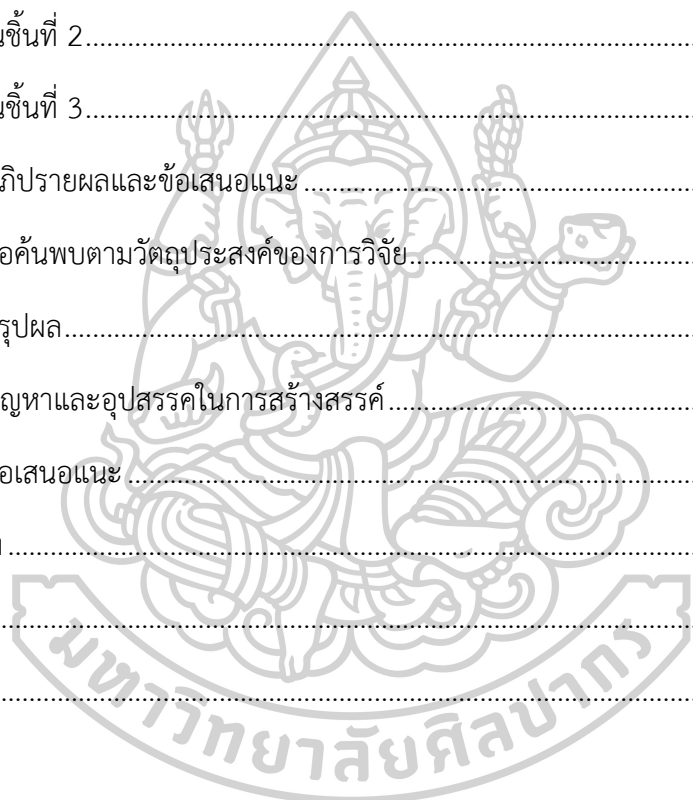 นชิ้นที่ 2
นชิ้นที่ 3
ภิปรายผลและข้อเสนอแนะ
อค้นพบตามวัตถุประสงค์ของการวิจัย
รุปผล
ญหาและอุปสรรคในการสร้างสรรค์
อเสนอแนะ
มหาวิทยาลัยศิลปากร